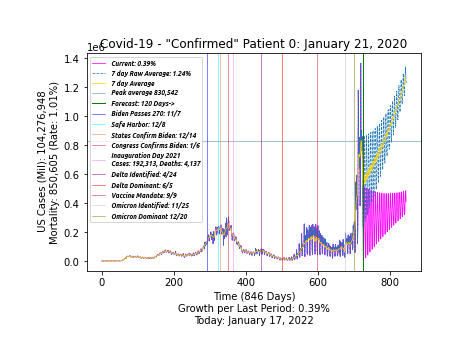 Covid-19 - "Confirmed" Patient 0: January 21, 2020
1e6
1.4
1.2
1.0
0.8
0.6
0.4
0.2
0.0
US Cases (Mil): 104,276,948
Mortality: 850,605 (Rate: 1.01%)
Current: 0.39%
7 day Raw Average: 1.24%
7 day Average
Peak average 830,542
Forecast: 120 Days->
Biden Passes 270: 11/7
Safe Harbor: 12/8
States Confirm Biden: 12/14
Congress Confirms Biden: 1/6
Inauguration Day 2021
Cases: 192,313, Deaths: 4,137
Delta Identified: 4/24
Delta Dominant: 6/5
Vaccine Mandate: 9/9
Omicron Identified: 11/25
Omicron Dominant 12/20
0 200 400 600 800
Time (846 Days)
Growth per Last Period: 0.39%
Today: January 17, 2022